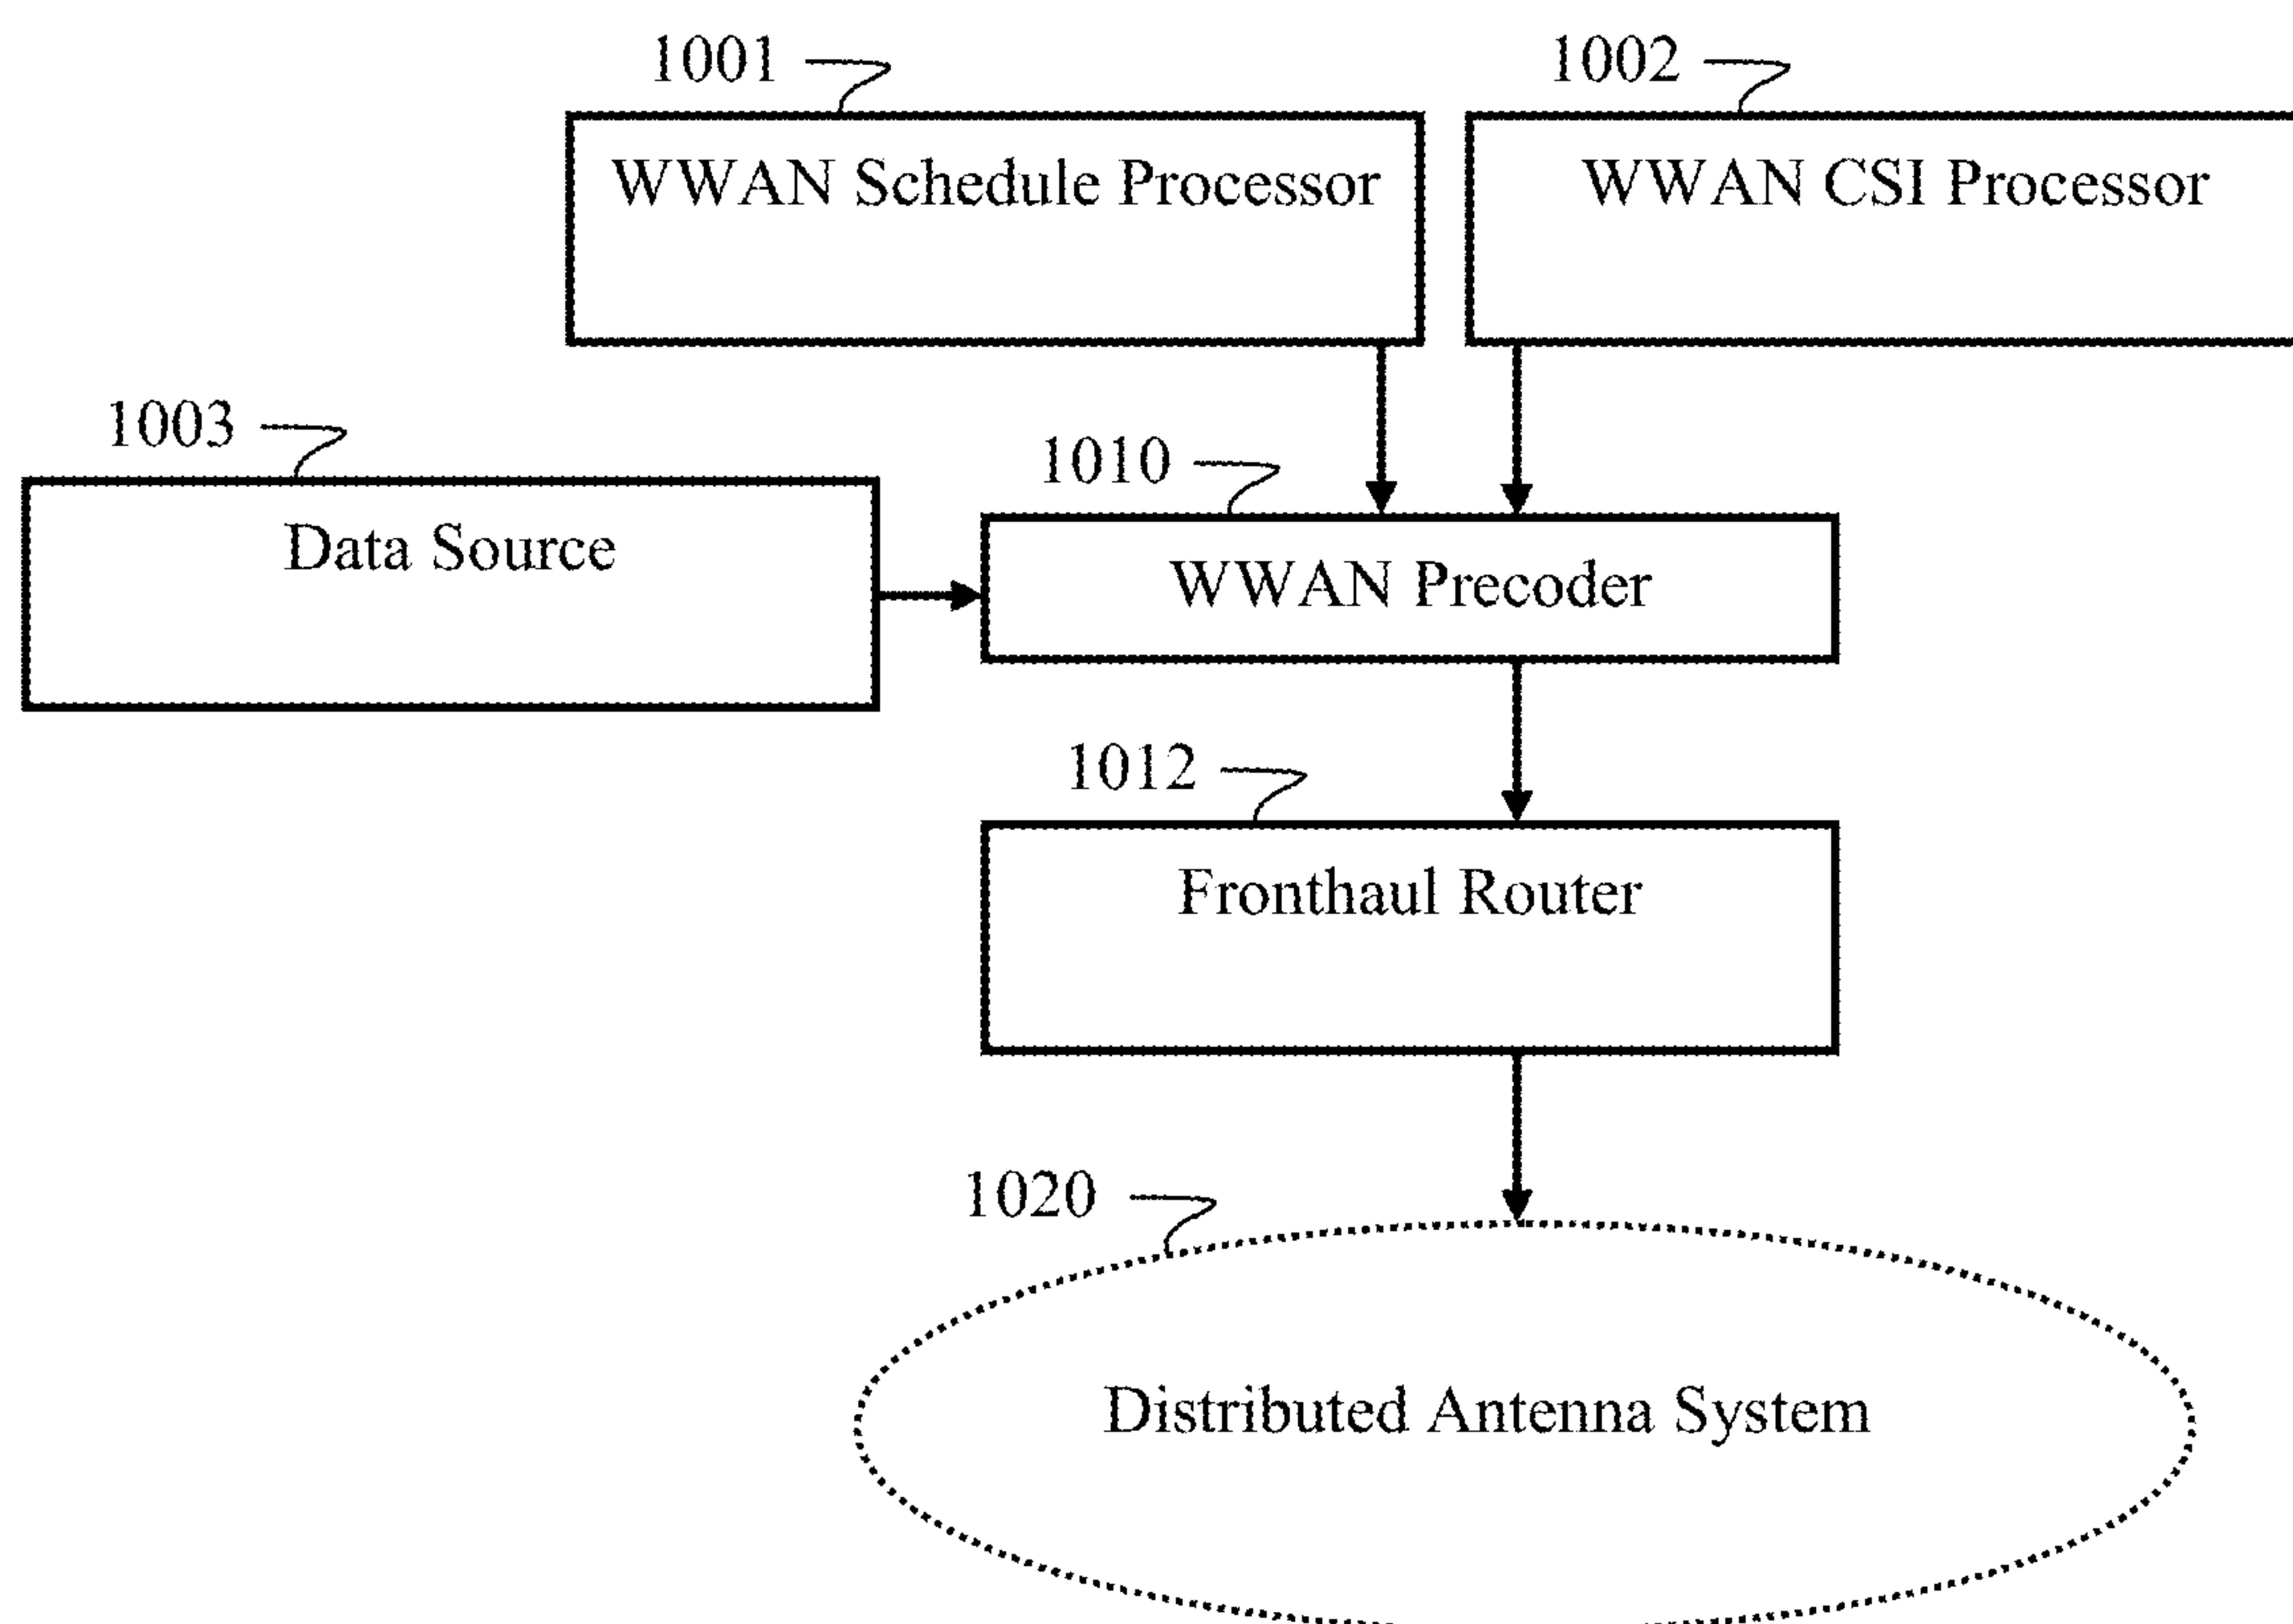 1001
1002
WWAN Schedule Processor
WWAN CSI Processor
1003
1010
Data Source
WWAN Precoder
1012
Fronthaul Router
1020
Distributed Antenna System